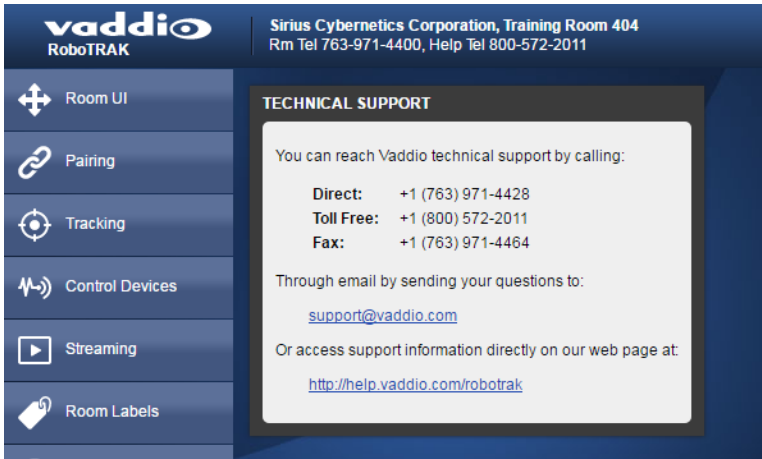 vaddio
RoboTRAK
Sirius Cybernetics Corporation, Training Room 404
Rm Tel 763-971-4400, Help Tel 800-572-2011
Room UI
Pairing
Tracking
Control Devices
Streaming
Room Labels
TECHNICAL SUPPORT
You can reach Vaddio technical support by calling:
Direct: +1 (763) 971-4428
Toll Free: +1 (800) 572-2011
Fax: +1 (763) 971-4464
Through email by sending your questions to:
support@vaddio.com
Or access support information directly on our web page at:
http://help.vaddio.com/robotrak